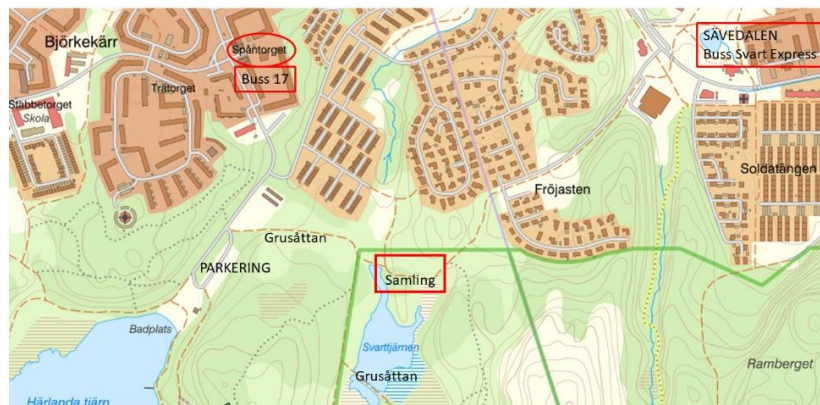 SÄVEDALEN
Buss Svart Express
Björkekärr
Spåntorget
Buss 17
Trätorget
Stabbetorget
Skola
Soldatängen
Fröjasten
Grusåttan
PARKERING
Samling
Badplats
Svarttjärnen
Ramberget
Grusåttan
Härlanda tjärn